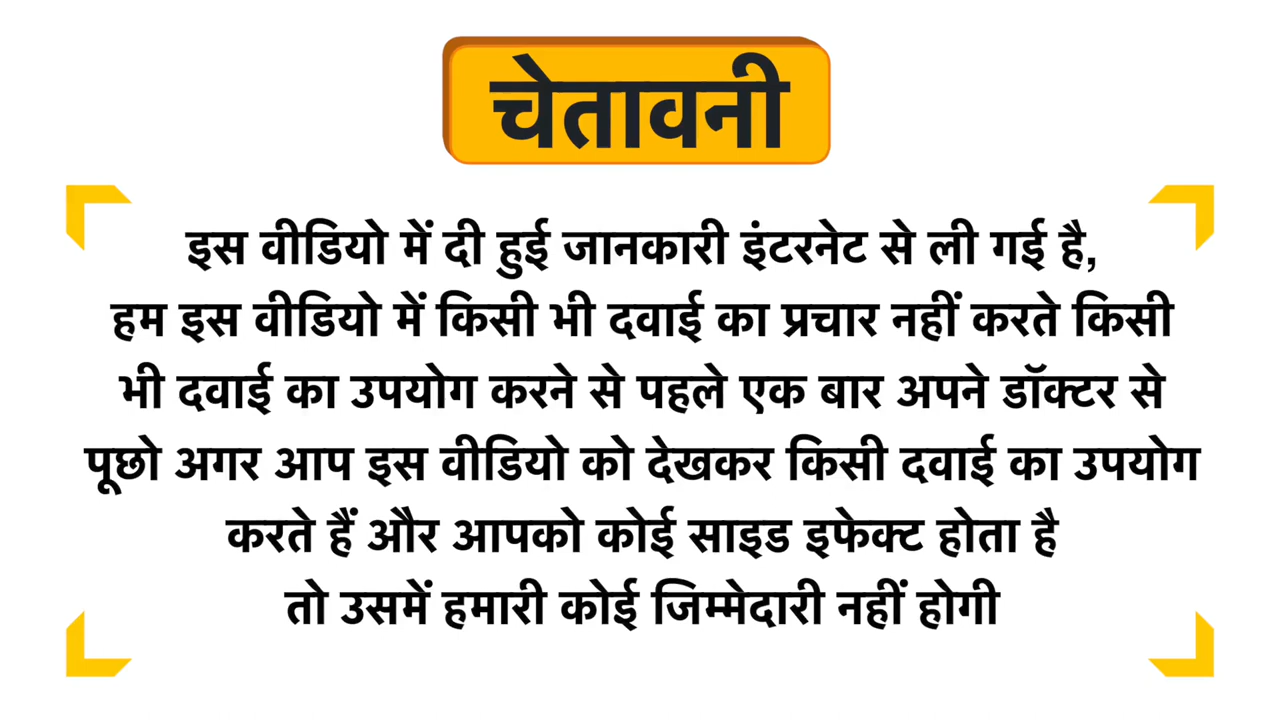 चेतावनी
इस वीडियो में दी हुई जानकारी इंटरनेट से ली गई है,
हम इस वीडियो में किसी भी दवाई का प्रचार नहीं करते किसी
भी दवाई का उपयोग करने से पहले एक बार अपने डॉक्टर से
पूछो अगर आप इस वीडियो को देखकर किसी दवाई का उपयोग
करते हैं और आपको कोई साइड इफेक्ट होता है
तो उसमें हमारी कोई जिम्मेदारी नहीं होगी